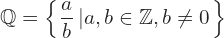 ℚ = { a/b | a, b ∈ ℤ, b ≠ 0 }